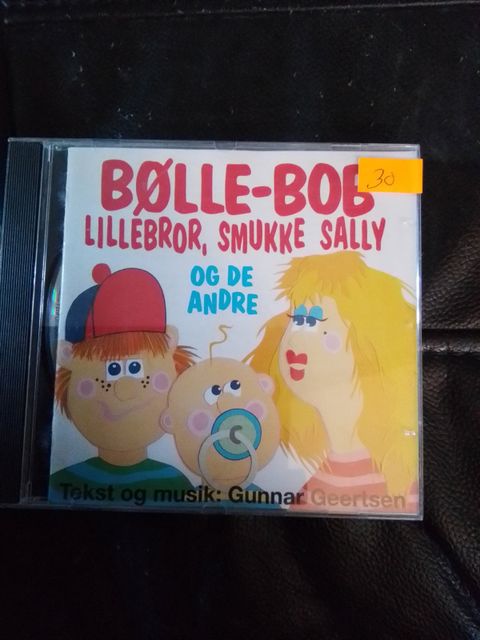 BØLLE-BOB
30
LILLEBROR, SMUKKE SALLY
OG DE
ANDRE
Tekst og musik: Gunnar Geertsen